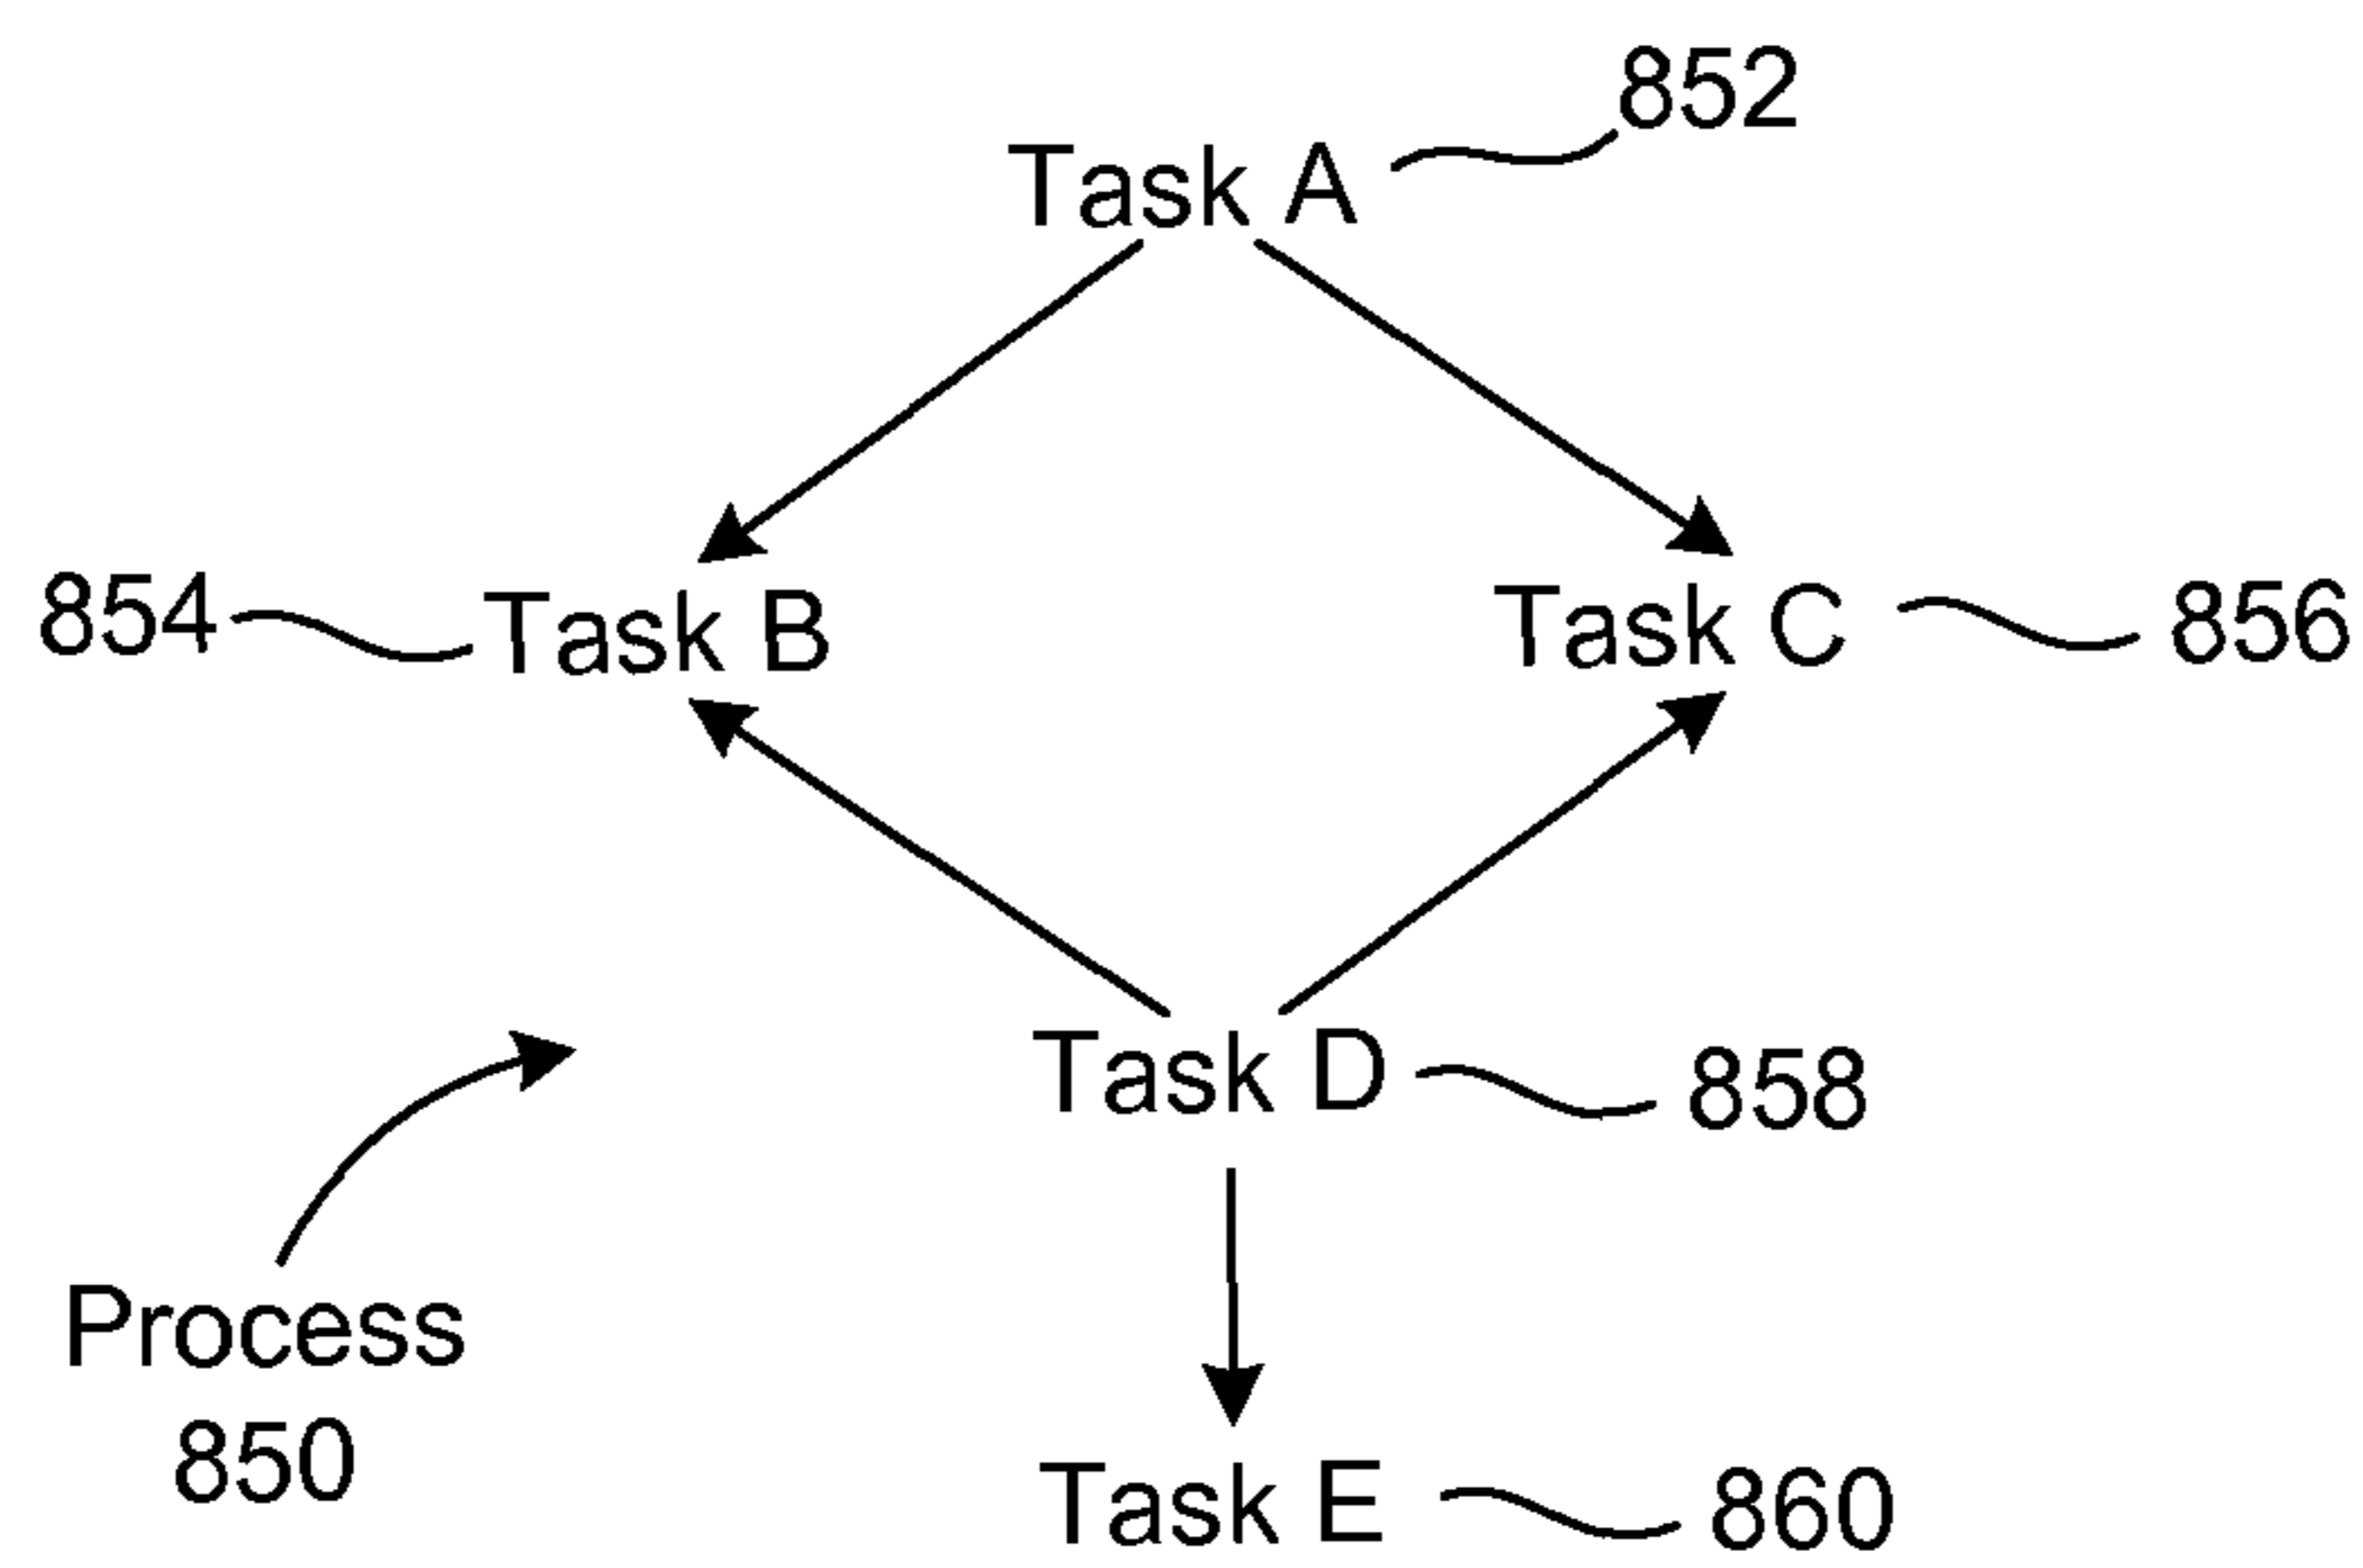 852
Task A
854
Task B
Task C
856
Task D
858
Process
850
Task E
860